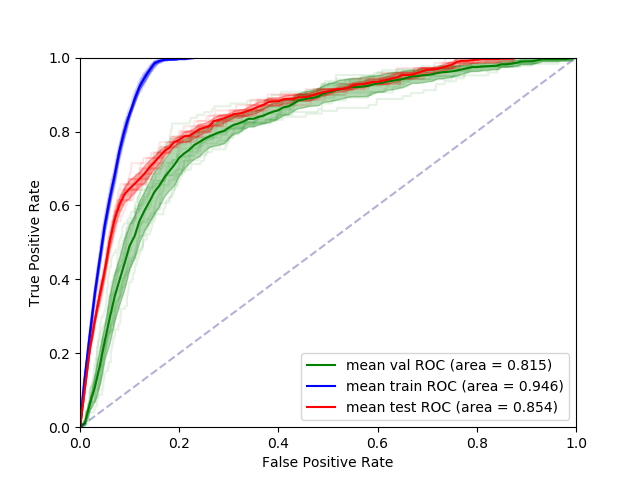 1.0
0.8
0.6
0.4
0.2
0.0
True Positive Rate
mean val ROC (area = 0.815)
mean train ROC (area = 0.946)
mean test ROC (area = 0.854)
0.0 0.2 0.4 0.6 0.8 1.0
False Positive Rate